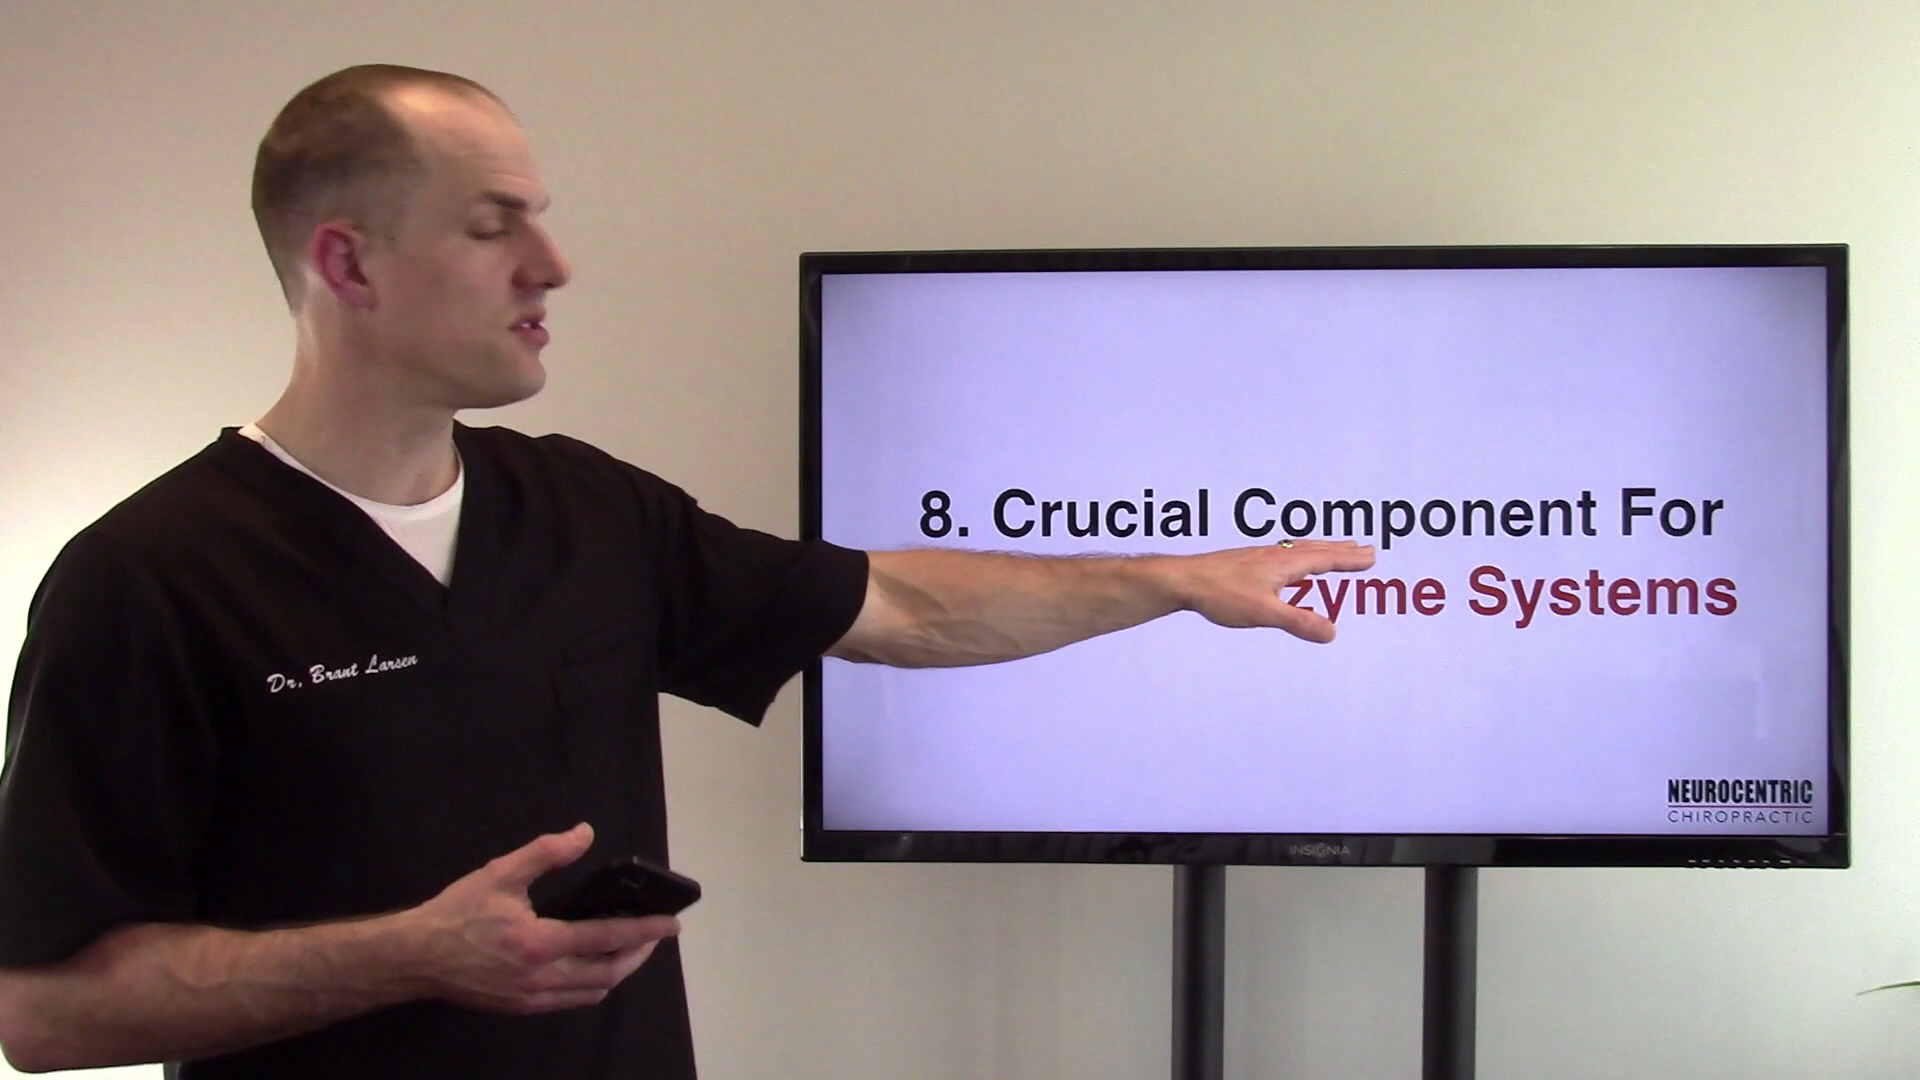 8. Crucial Component For
zyme Systems
Dr. Brant Larsen
NEUROCENTRIC
CHIROPRACTIC
INSIGNIA